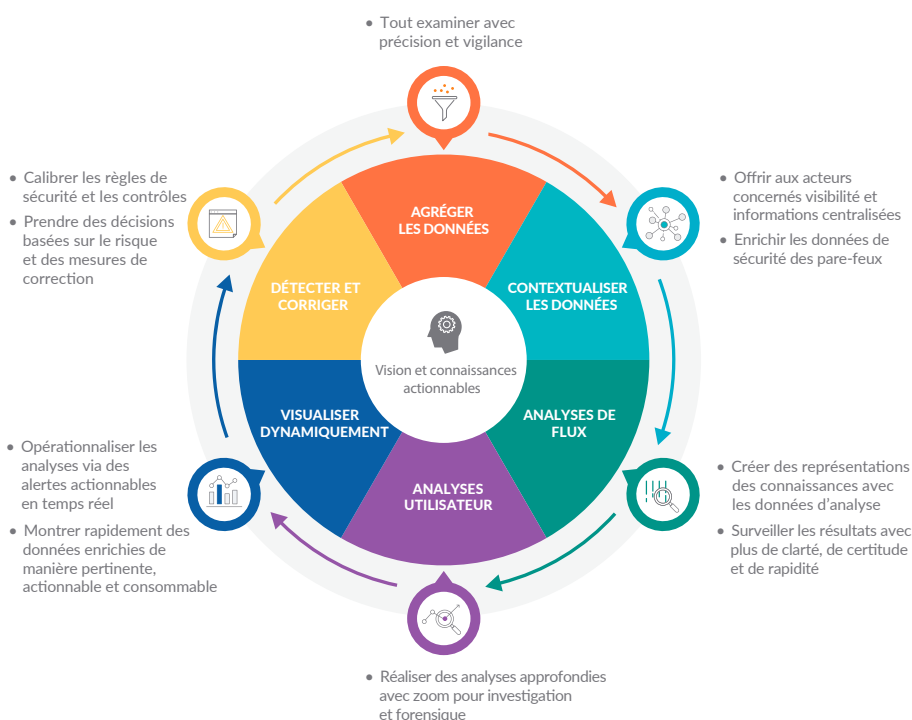 • Tout examiner avec
précision et vigilance
• Calibrer les règles de
sécurité et les contrôles
• Prendre des décisions
basées sur le risque
et des mesures de
correction
• Offrir aux acteurs
concernés visibilité et
informations centralisées
• Enrichir les données de
sécurité des pare-feux
AGRÉGER
LES DONNÉES
DÉTECTER ET
CORRIGER
CONTEXTUALISER
LES DONNÉES
Vision et connaissances
actionnables
VISUALISER
DYNAMIQUEMENT
ANALYSES DE
FLUX
ANALYSES
UTILISATEUR
• Opérationnaliser les
analyses via des
alertes actionnables
en temps réel
• Montrer rapidement des
données enrichies de
manière pertinente,
actionnable et consommable
• Créer des représentations
des connaissances avec
les données d’analyse
• Surveiller les résultats avec
plus de clarté, de certitude
et de rapidité
• Réaliser des analyses approfondies
avec zoom pour investigation
et forensique